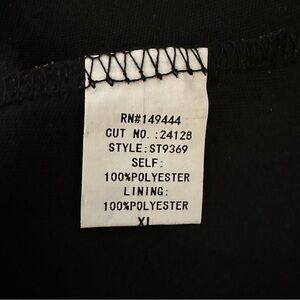 RN#149444
CUT NO.:24128
STYLE:ST9369
SELF:
100%POLYESTER
LINING:
100%POLYESTER
XL